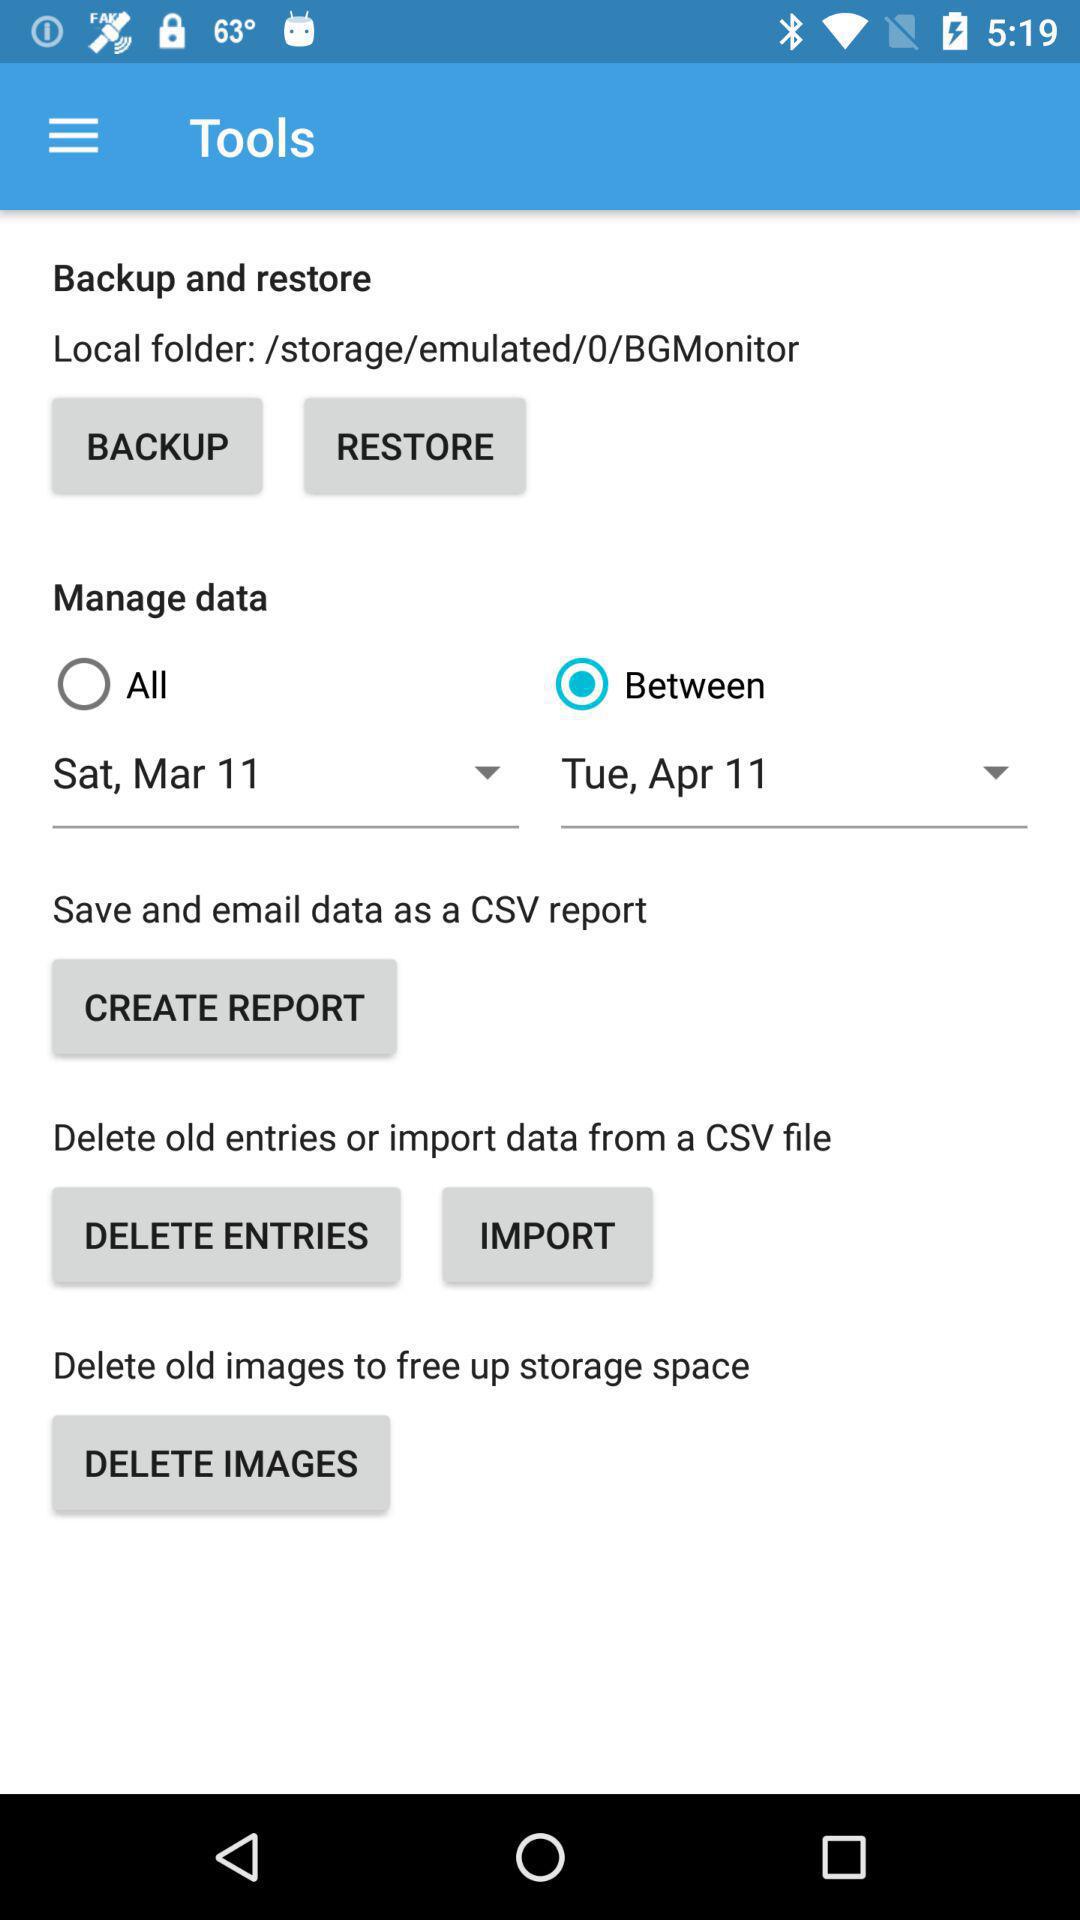 FAKE 63° 5:19
Tools
Backup and restore
Local folder: /storage/emulated/0/BGMonitor
BACKUP RESTORE
Manage data
All Between
Sat, Mar 11 Tue, Apr 11
Save and email data as a CSV report
CREATE REPORT
Delete old entries or import data from a CSV file
DELETE ENTRIES IMPORT
Delete old images to free up storage space
DELETE IMAGES